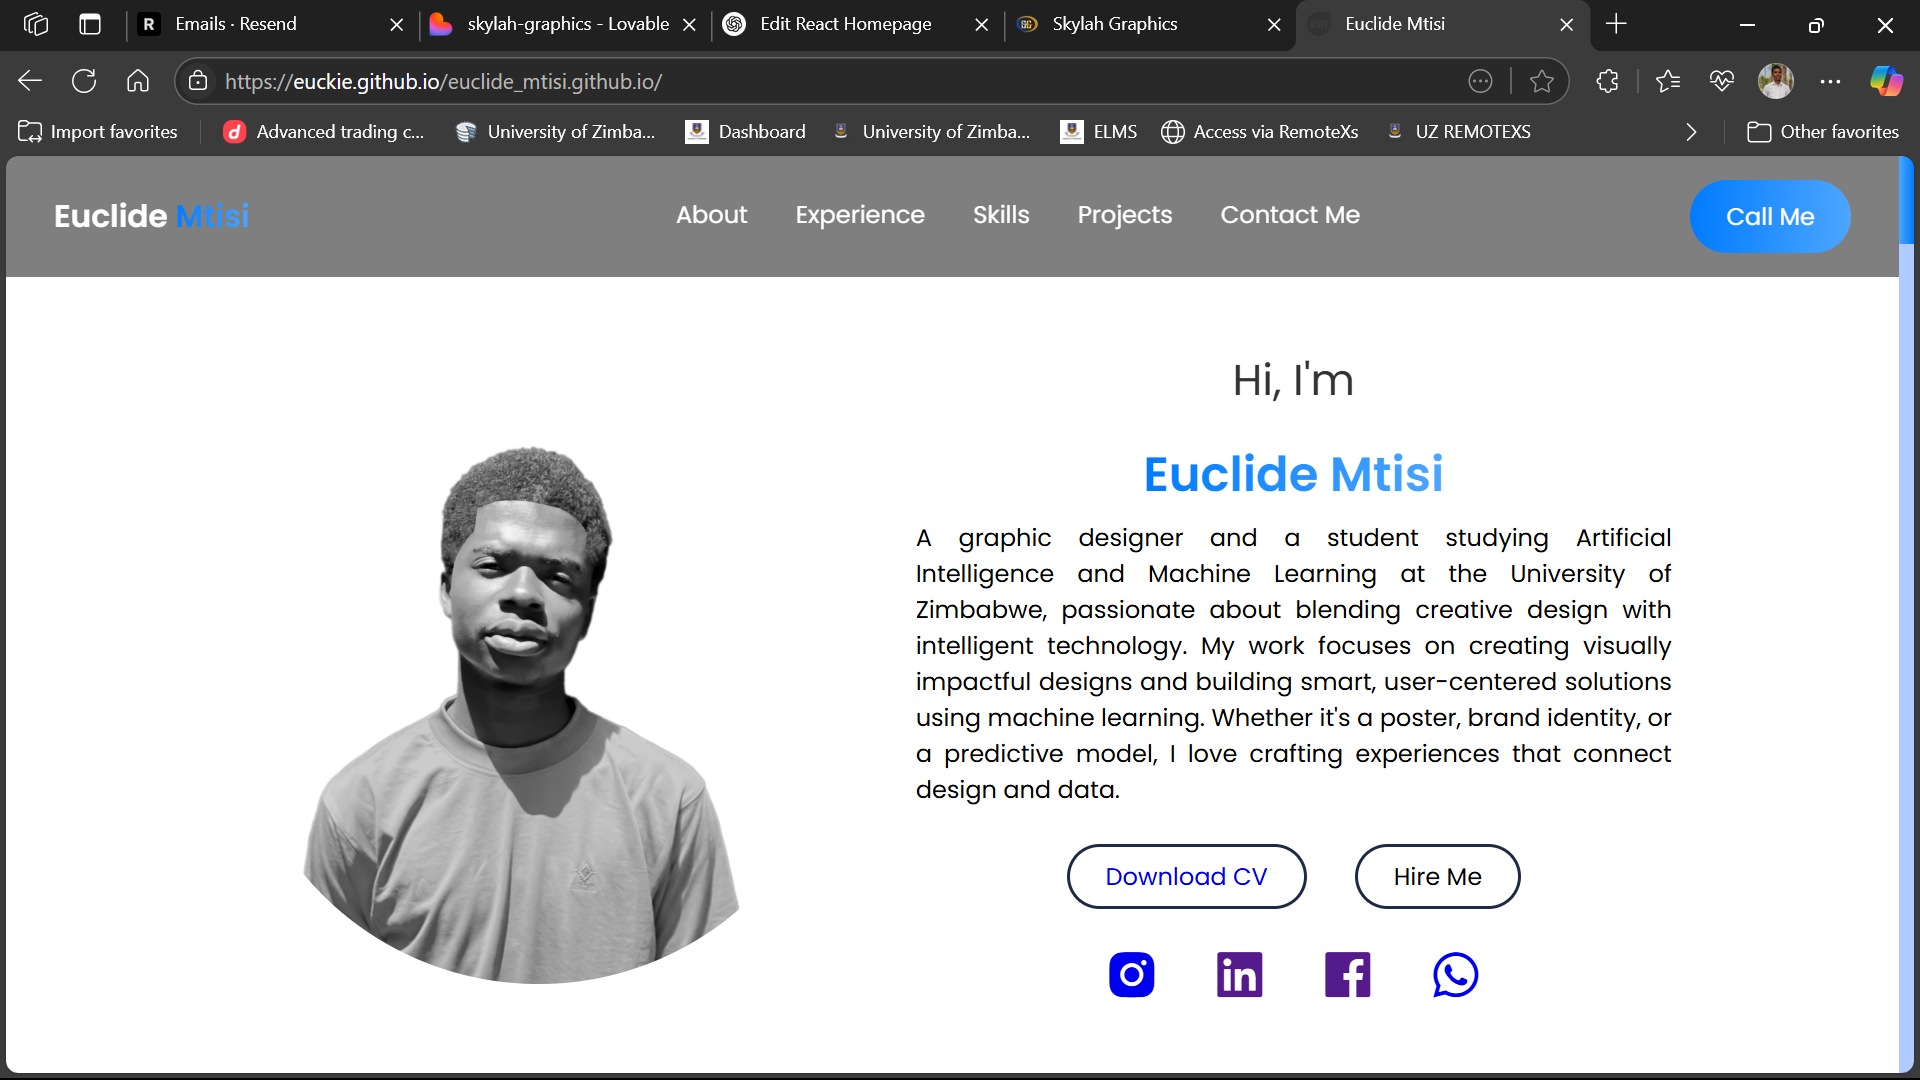 R Emails · Resend
skylah-graphics - Lovable
Edit React Homepage
SG Skylah Graphics
Euclide Mtisi
https://euckie.github.io/euclide_mtisi.github.io/
Import favorites
d Advanced trading c...
University of Zimba...
Dashboard
University of Zimba...
ELMS
Access via RemoteXs
UZ REMOTEXS
Other favorites
Euclide Mtisi
About
Experience
Skills
Projects
Contact Me
Call Me
Hi, I'm
Euclide Mtisi
A graphic designer and a student studying Artificial
Intelligence and Machine Learning at the University of
Zimbabwe, passionate about blending creative design with
intelligent technology. My work focuses on creating visually
impactful designs and building smart, user-centered solutions
using machine learning. Whether it's a poster, brand identity, or
a predictive model, I love crafting experiences that connect
design and data.
Download CV
Hire Me
in